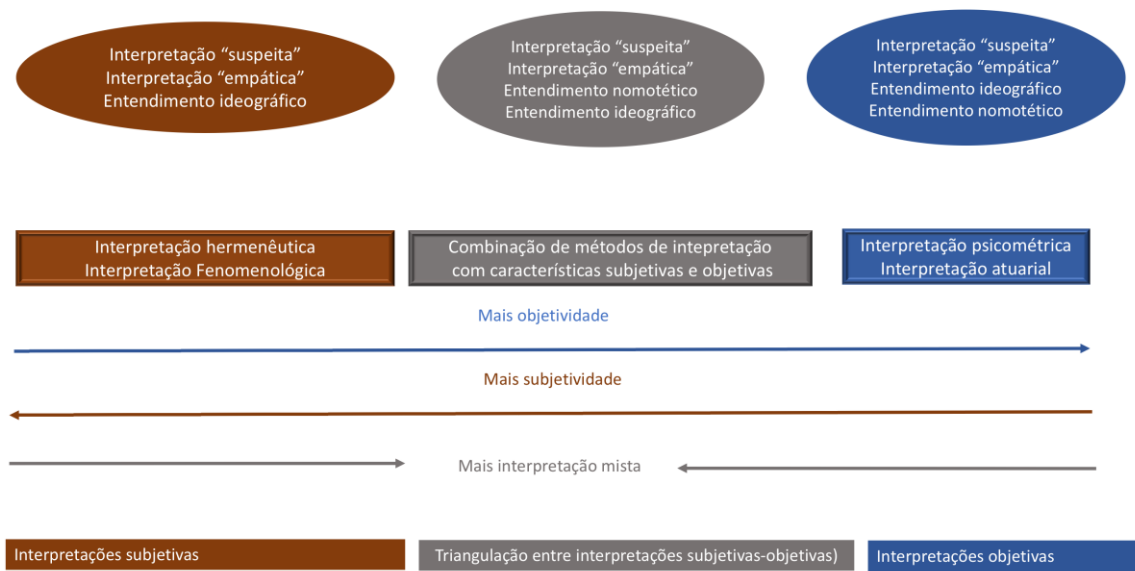 Interpretação “suspeita”
Interpretação “empática”
Entendimento ideográfico
Interpretação “suspeita”
Interpretação “empática”
Entendimento nomotético
Entendimento ideográfico
Interpretação “suspeita”
Interpretação “empática”
Entendimento ideográfico
Entendimento nomotético
Interpretação hermenêutica
Interpretação Fenomenológica
Combinação de métodos de intepretação
com características subjetivas e objetivas
Interpretação psicométrica
Interpretação atuarial
Mais objetividade
Mais subjetividade
Mais interpretação mista
Interpretações subjetivas
Triangulação entre interpretações subjetivas-objetivas)
Interpretações objetivas